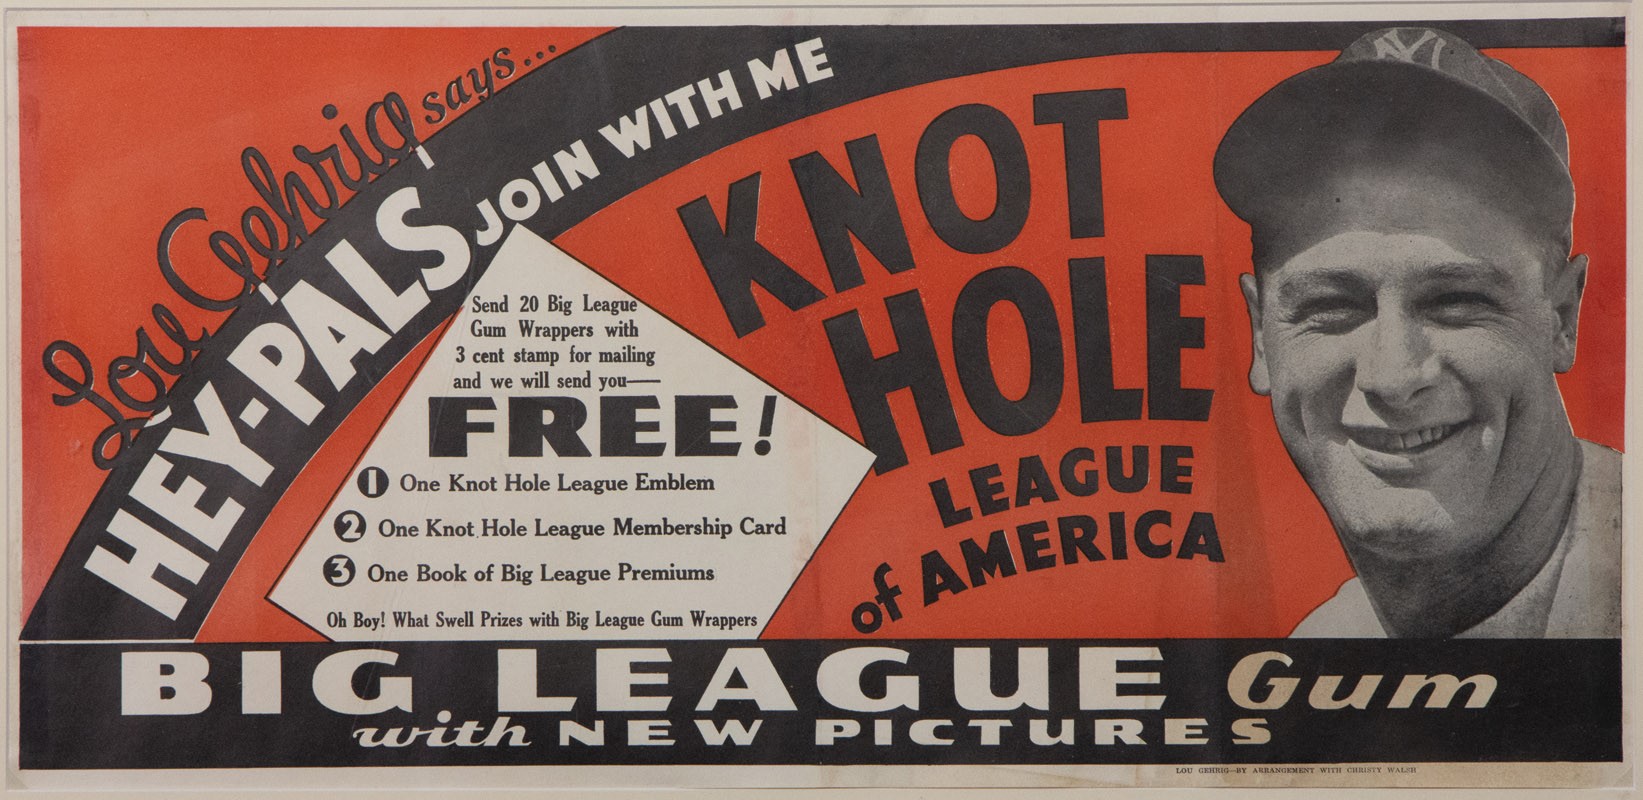 Lou Gehrig says...
HEY-PALS JOIN WITH ME
KNOT
HOLE
LEAGUE
of AMERICA
Send 20 Big League
Gum Wrappers with
3 cent stamp for mailing
and we will send you—
FREE!
1 One Knot Hole League Emblem
2 One Knot Hole League Membership Card
3 One Book of Big League Premiums
Oh Boy! What Swell Prizes with Big League Gum Wrappers
NY
BIG LEAGUE Gum
with NEW PICTURES
LOU GEHRIG—BY ARRANGEMENT WITH CHRISTY WALSH